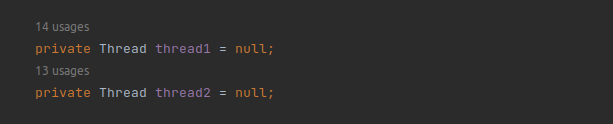 14 usages
private Thread thread1 = null;
13 usages
private Thread thread2 = null;